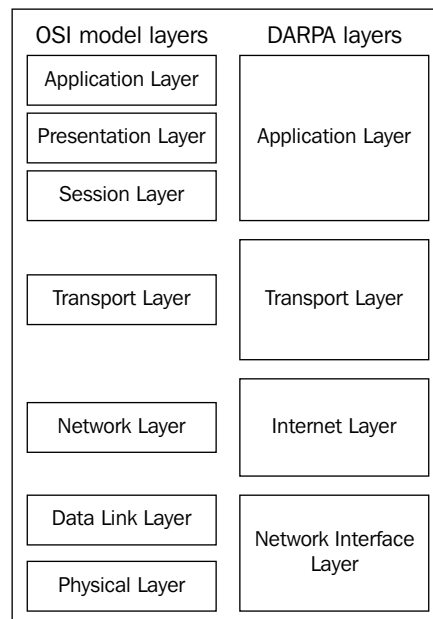 OSI model layers
DARPA layers
Application Layer
Presentation Layer
Session Layer
Application Layer
Transport Layer
Transport Layer
Network Layer
Internet Layer
Data Link Layer
Physical Layer
Network Interface
Layer